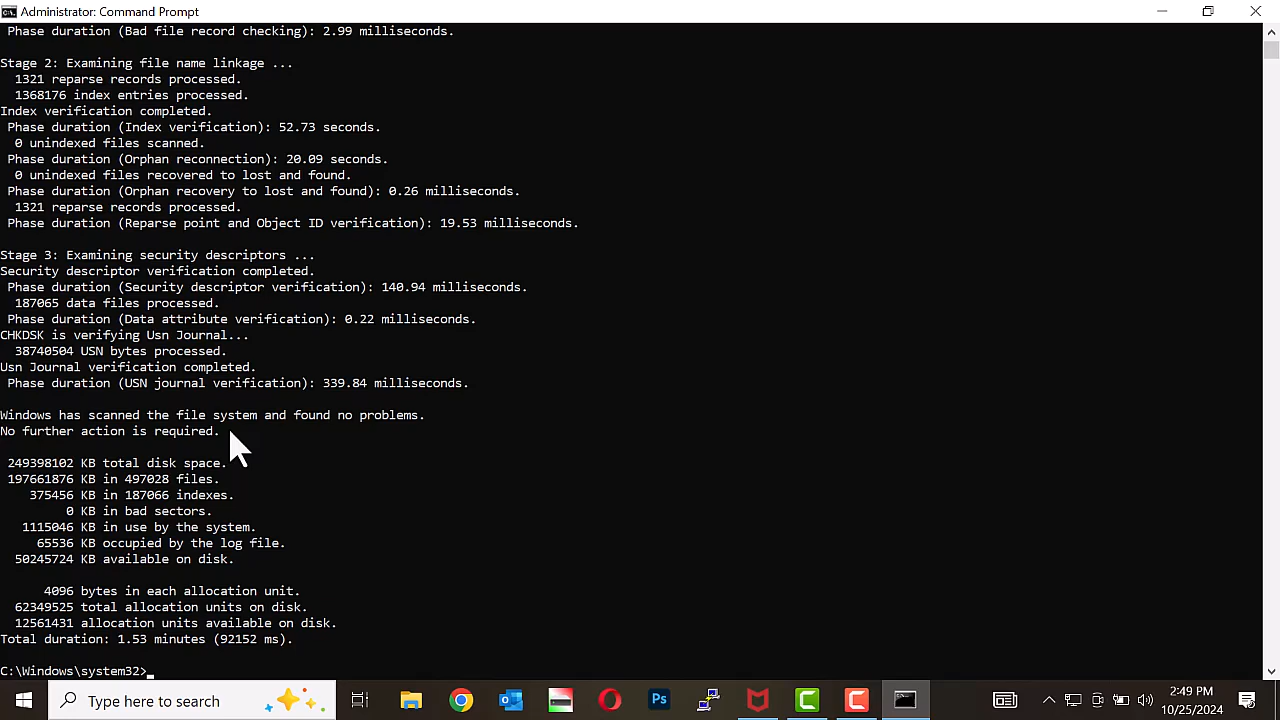 Administrator: Command Prompt
Phase duration (Bad file record checking): 2.99 milliseconds.
Stage 2: Examining file name linkage ...
1321 reparse records processed.
1368176 index entries processed.
Index verification completed.
Phase duration (Index verification): 52.73 seconds.
0 unindexed files scanned.
Phase duration (Orphan reconnection): 20.09 seconds.
0 unindexed files recovered to lost and found.
Phase duration (Orphan recovery to lost and found): 0.26 milliseconds.
1321 reparse records processed.
Phase duration (Reparse point and Object ID verification): 19.53 milliseconds.
Stage 3: Examining security descriptors ...
Security descriptor verification completed.
Phase duration (Security descriptor verification): 140.94 milliseconds.
187065 data files processed.
Phase duration (Data attribute verification): 0.22 milliseconds.
CHKDSK is verifying Usn Journal...
38740504 USN bytes processed.
Usn Journal verification completed.
Phase duration (USN journal verification): 339.84 milliseconds.
Windows has scanned the file system and found no problems.
No further action is required.
249398102 KB total disk space.
197661876 KB in 497028 files.
375456 KB in 187066 indexes.
0 KB in bad sectors.
1115046 KB in use by the system.
65536 KB occupied by the log file.
50245724 KB available on disk.
4096 bytes in each allocation unit.
62349525 total allocation units on disk.
12561431 allocation units available on disk.
Total duration: 1.53 minutes (92152 ms).
C:\Windows\system32>
Type here to search
Ps
2:49 PM
10/25/2024